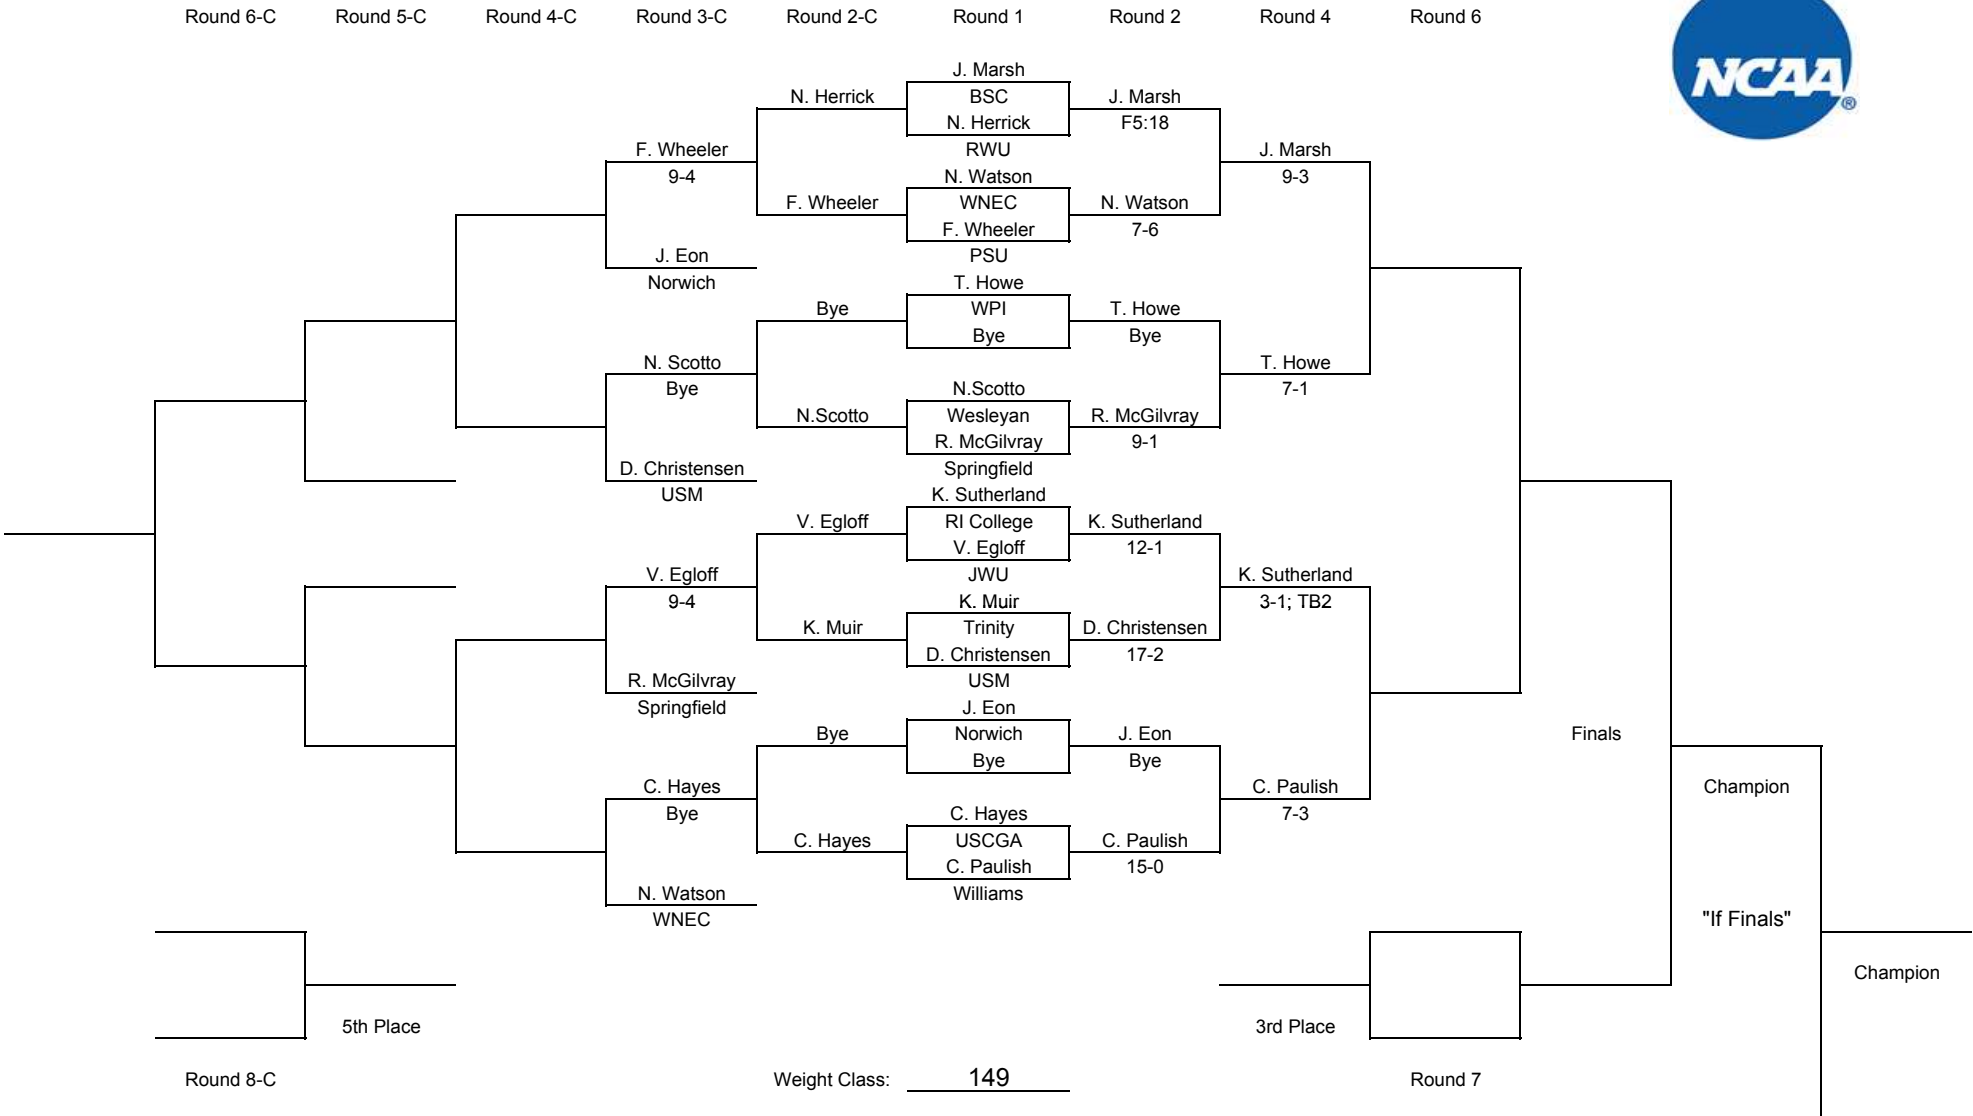 Round 6-C Round 5-C Round 4-C Round 3-C Round 2-C Round 1 Round 2 Round 4 Round 6
NCAA®
J. Marsh
N. Herrick BSC J. Marsh
N. Herrick F5:18
F. Wheeler RWU J. Marsh
9-4 N. Watson 9-3
F. Wheeler WNEC N. Watson
F. Wheeler 7-6
J. Eon PSU
Norwich T. Howe
Bye WPI T. Howe
Bye Bye
N. Scotto T. Howe
Bye N.Scotto 7-1
N.Scotto Wesleyan R. McGilvray
R. McGilvray 9-1
D. Christensen Springfield
USM K. Sutherland
V. Egloff RI College K. Sutherland
V. Egloff 12-1
V. Egloff JWU K. Sutherland
9-4 K. Muir 3-1; TB2
K. Muir Trinity D. Christensen
D. Christensen 17-2
R. McGilvray USM
Springfield J. Eon
Bye Norwich J. Eon Finals
Bye Bye
C. Hayes C. Paulish Champion
Bye C. Hayes 7-3
C. Hayes USCGA C. Paulish
C. Paulish 15-0
N. Watson Williams
WNEC "If Finals"
Champion
5th Place 3rd Place
Round 8-C Weight Class: 149 Round 7